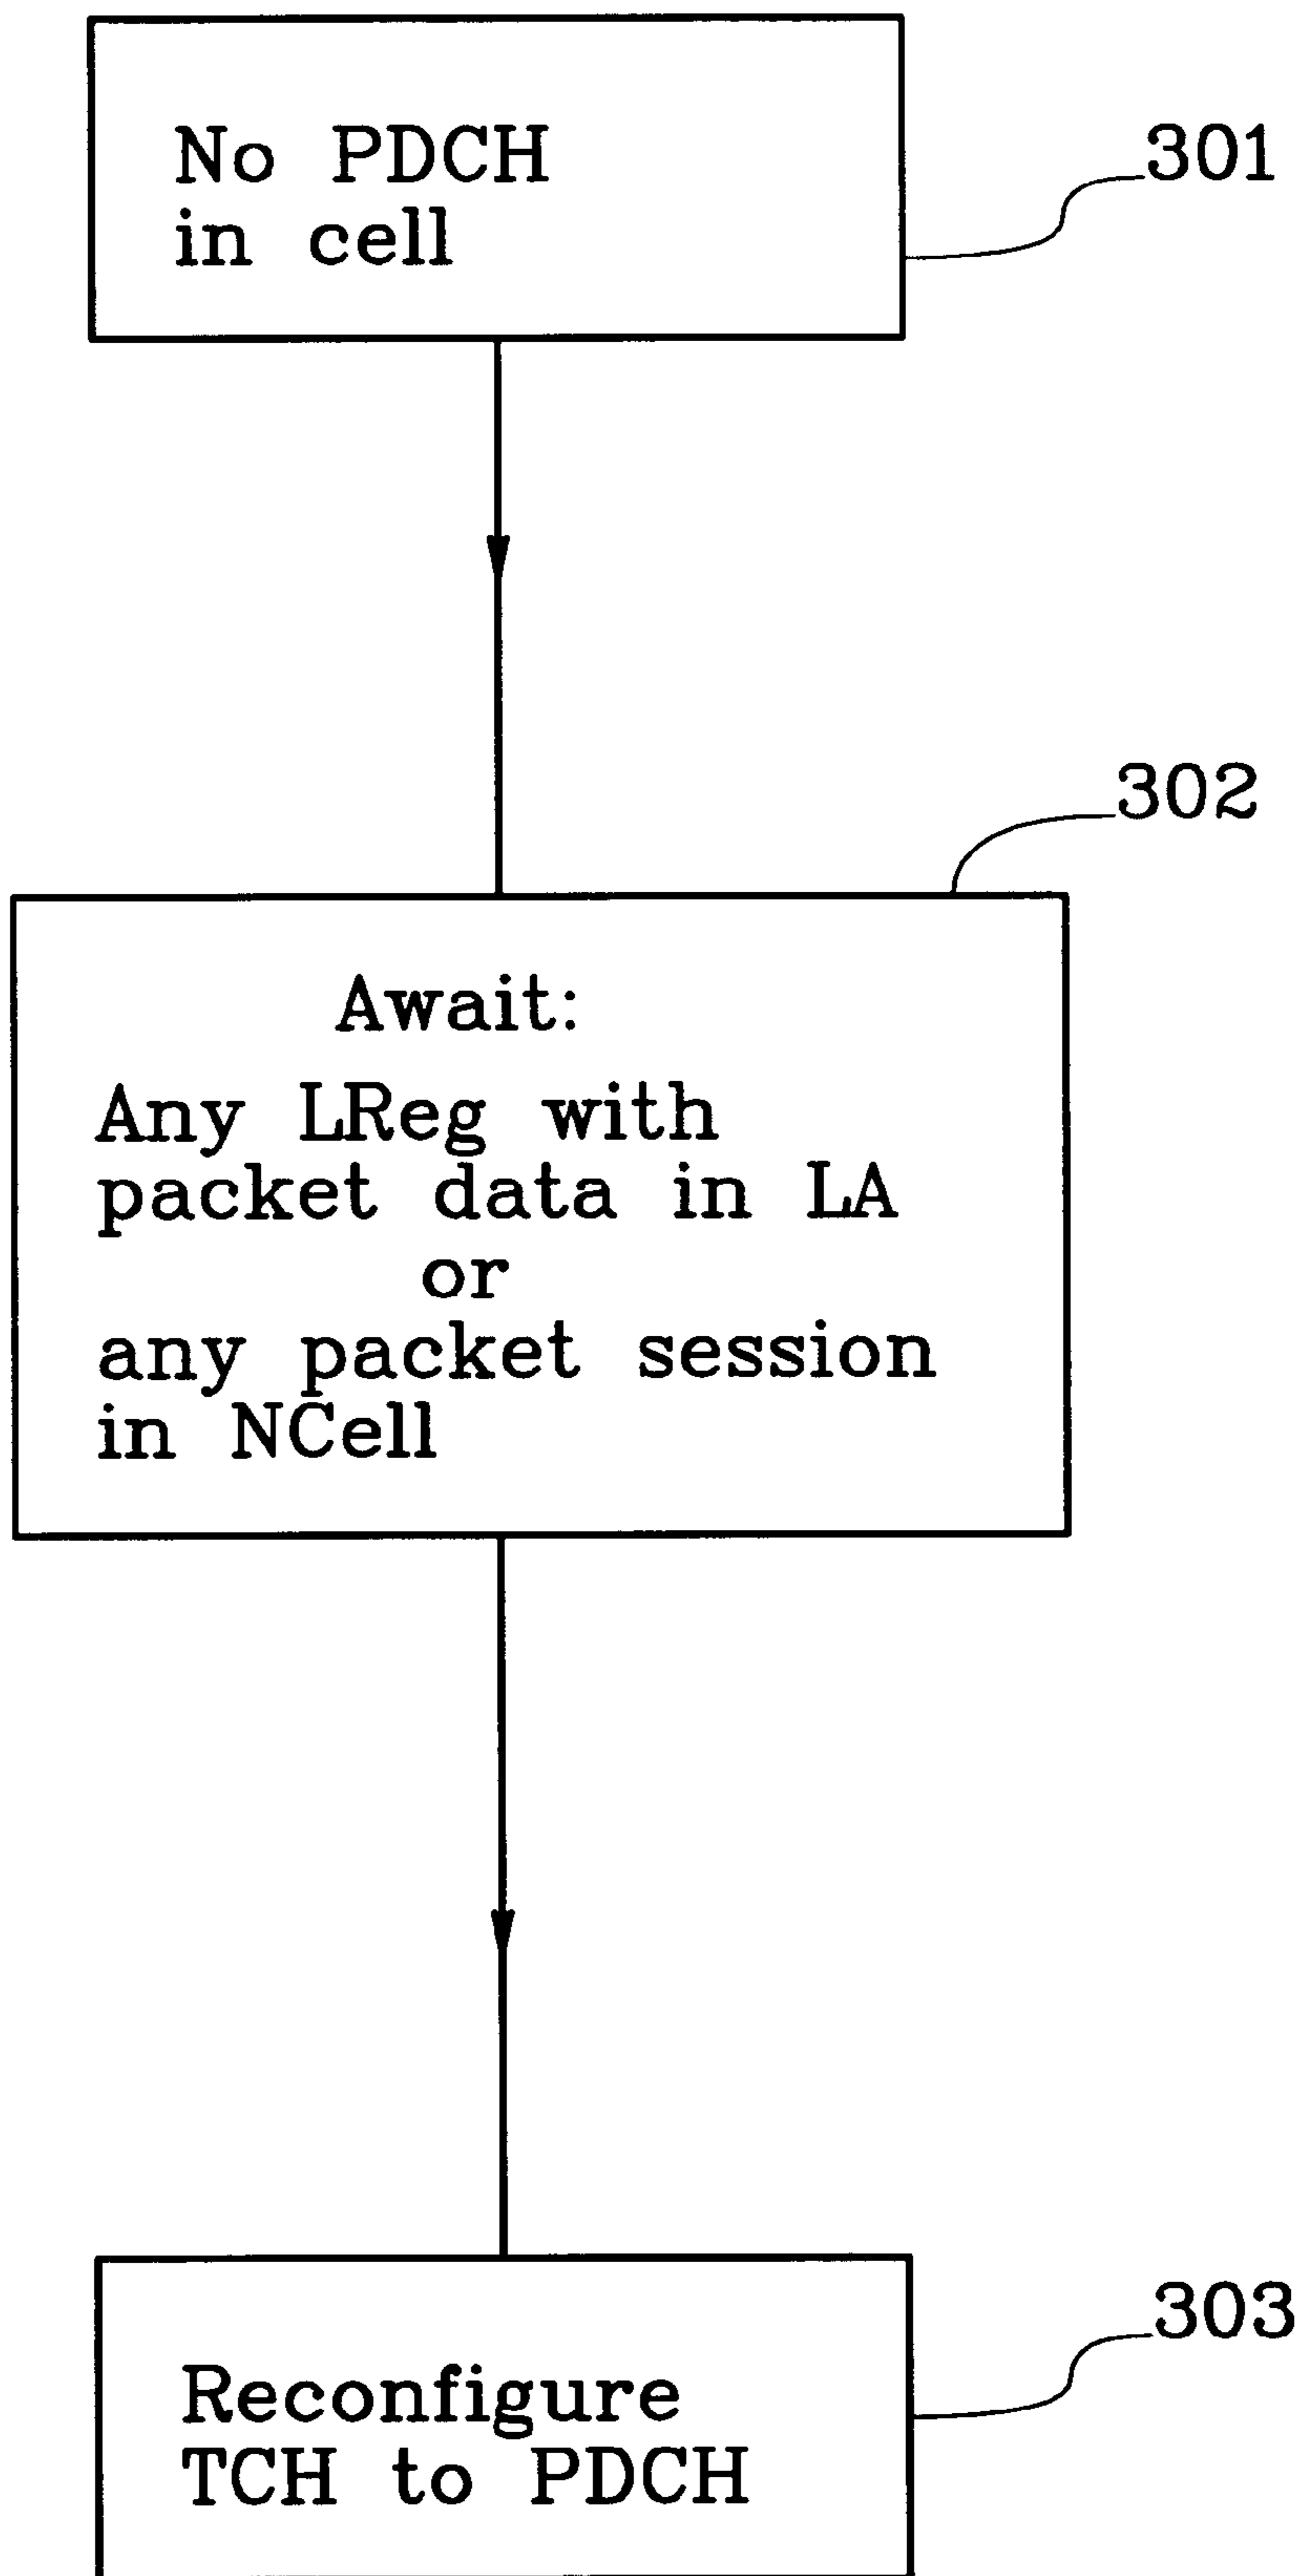 No PDCH
in cell
301
302
Await:
Any LReg with
packet data in LA
or
any packet session
in NCell
303
Reconfigure
TCH to PDCH